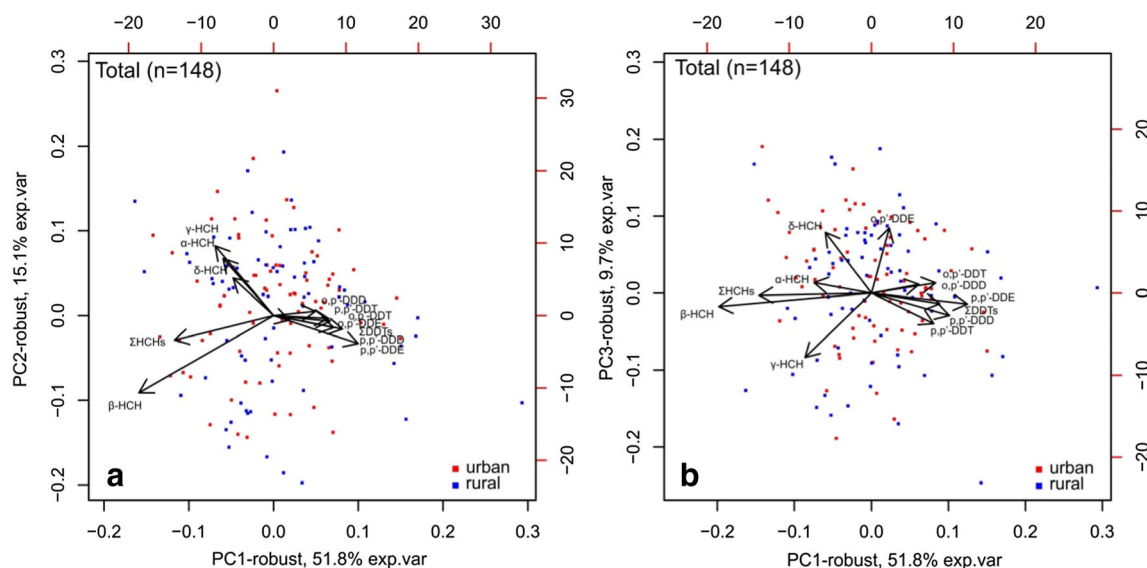 −20 −10 0 10 20 30
Total (n=148)
0.3
0.2
0.1
0.0
−0.1
−0.2
PC2-robust, 15.1% exp.var
30
20
10
0
−10
−20
γ-HCH
α-HCH
δ-HCH
ΣHCHs
β-HCH
o,p'-DDD
p,p'-DDT
o,p'-DDT
o,p'-DDE
ΣDDTs
p,p'-DDD
p,p'-DDE
a
urban
rural
−0.2 −0.1 0.0 0.1 0.2 0.3
PC1-robust, 51.8% exp.var
−20 −10 0 10 20
Total (n=148)
0.3
0.2
0.1
0.0
−0.1
−0.2
PC3-robust, 9.7% exp.var
20
10
0
−10
−20
o,p'-DDE
δ-HCH
α-HCH
ΣHCHs
β-HCH
γ-HCH
o,p'-DDT
o,p'-DDD
p,p'-DDE
ΣDDTs
p,p'-DDD
p,p'-DDT
b
urban
rural
−0.2 −0.1 0.0 0.1 0.2 0.3
PC1-robust, 51.8% exp.var